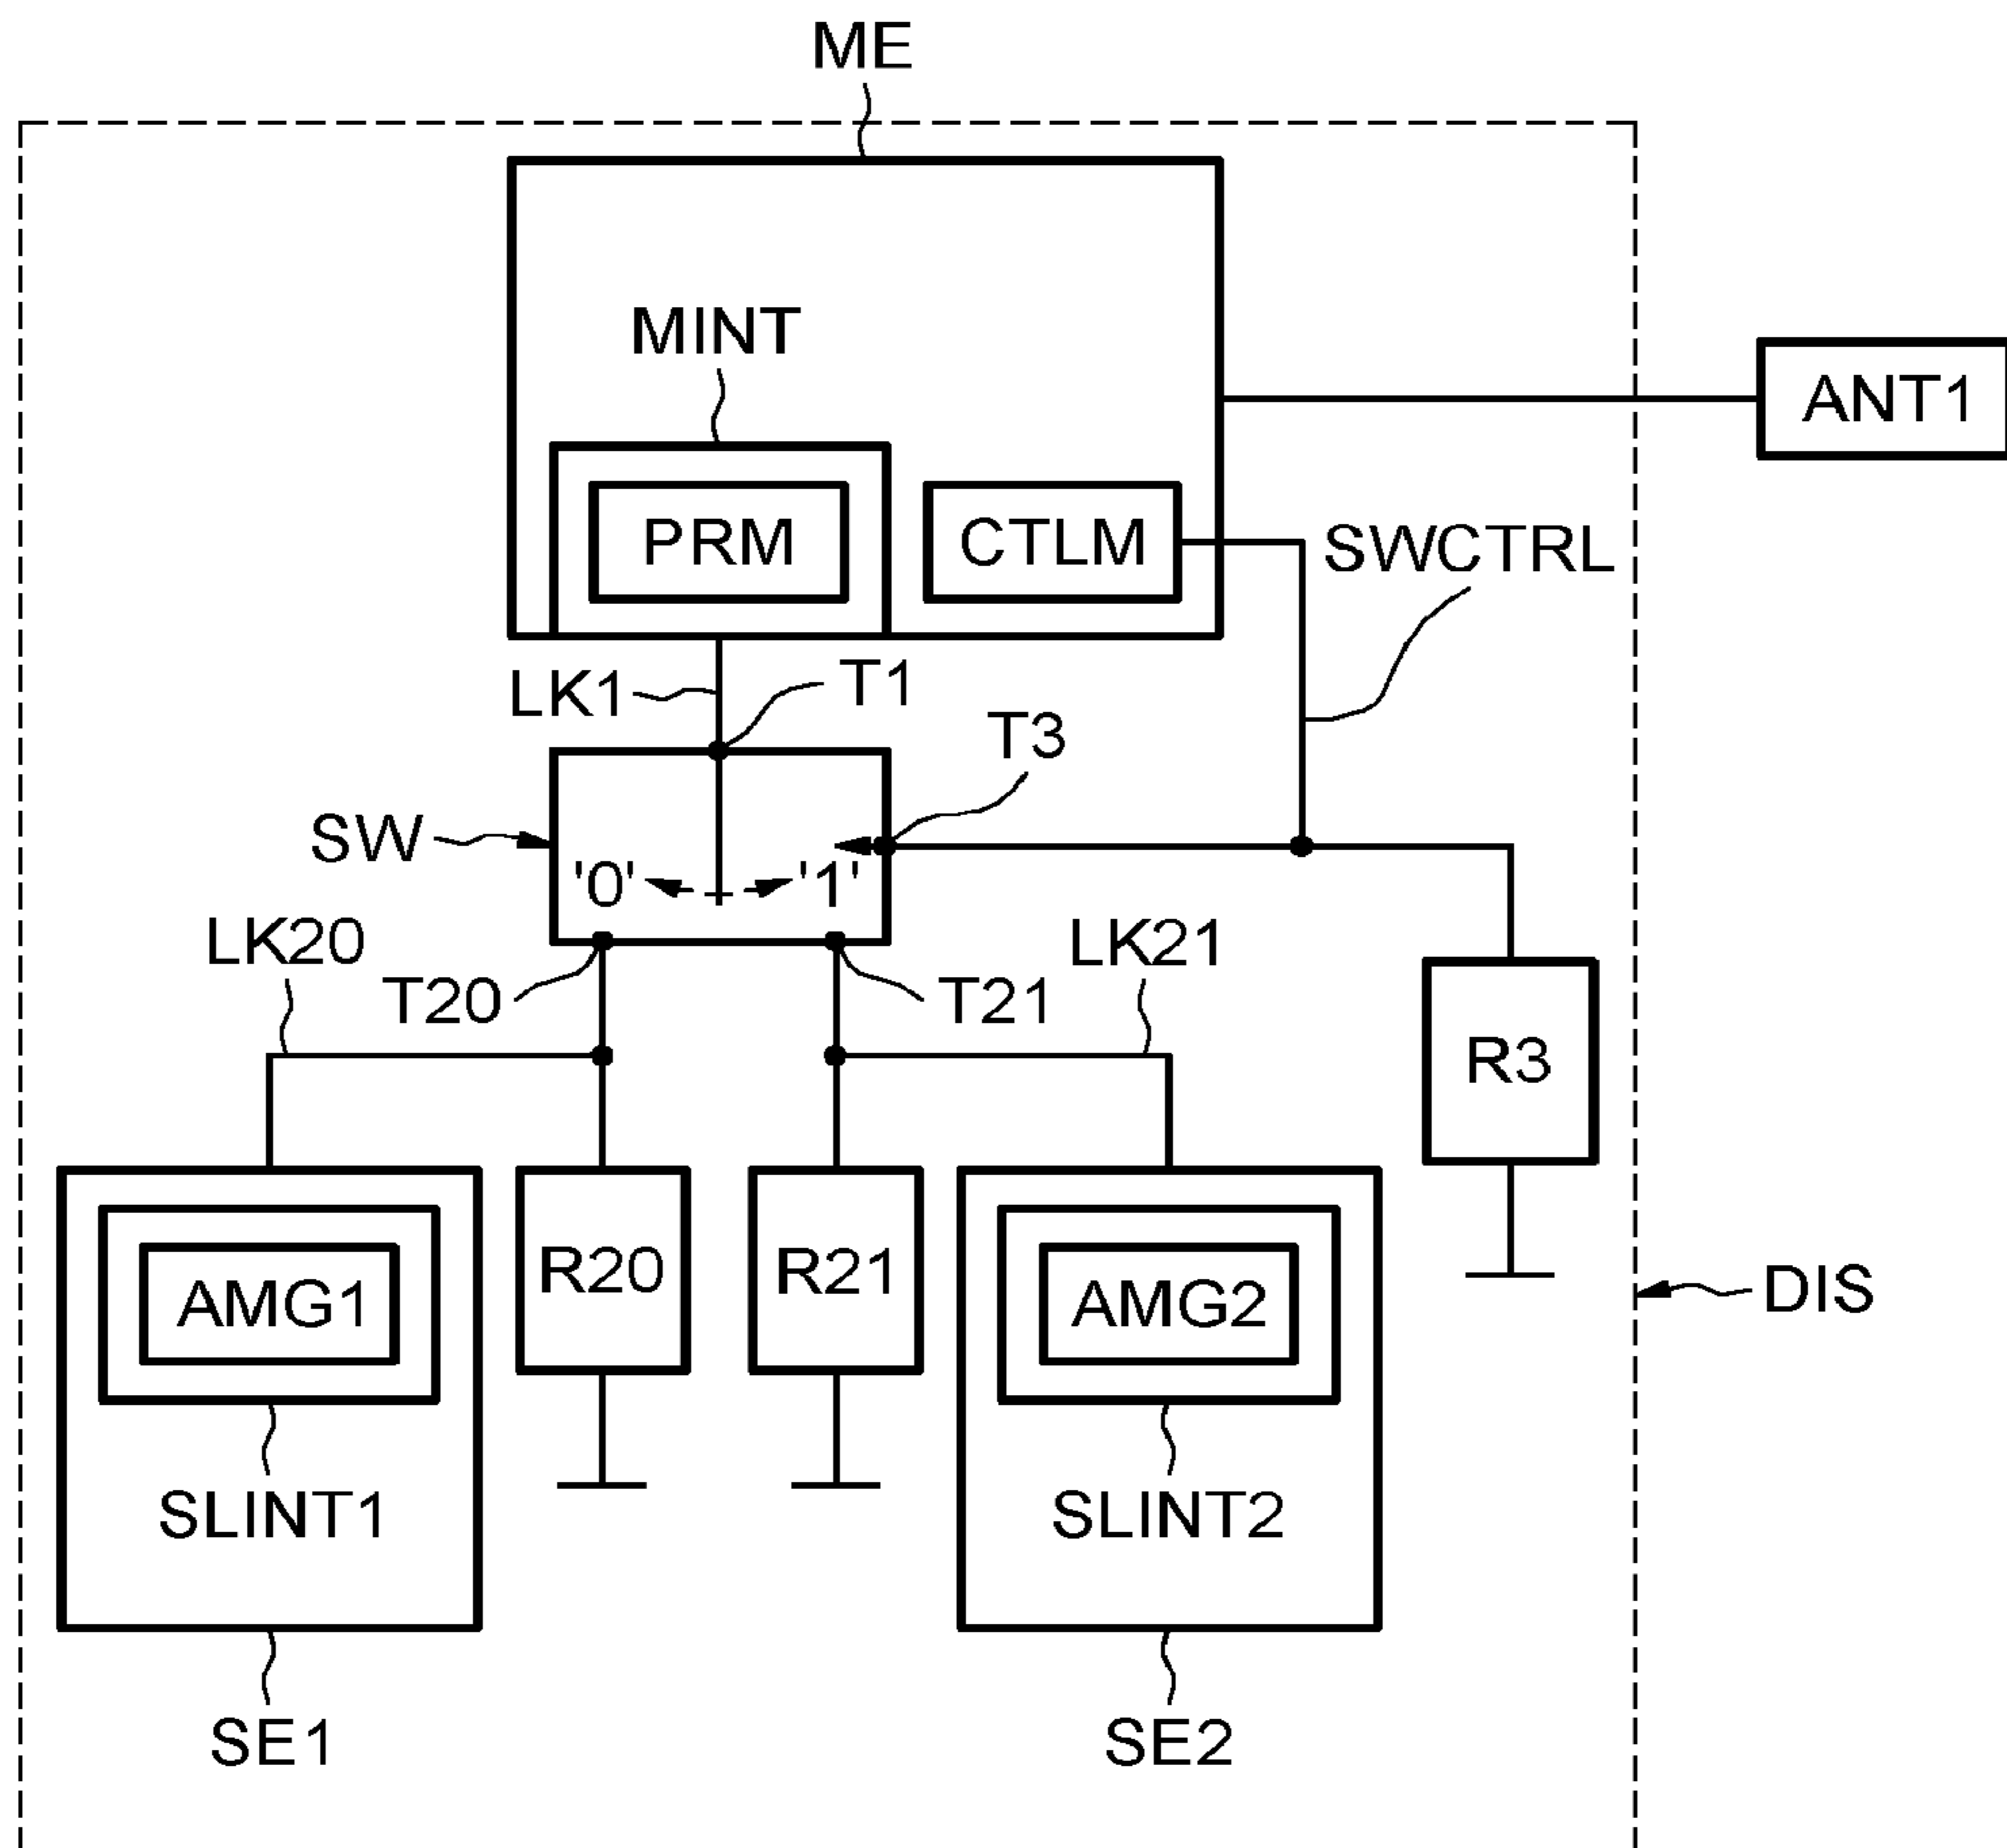 ME
MINT
ANT1
PRM
CTLM
SWCTRL
LK1
T1
T3
SW
'0'
'1'
LK20
LK21
T20
T21
R3
R20
R21
AMG1
AMG2
DIS
SLINT1
SLINT2
SE1
SE2